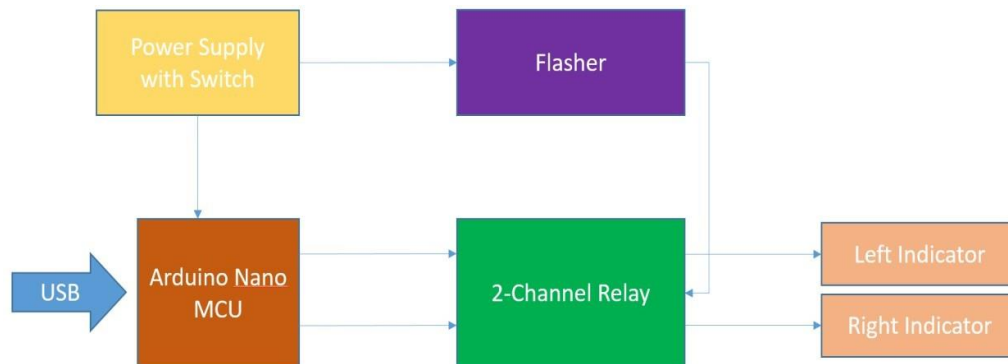 Power Supply
with Switch
Flasher
USB
Arduino Nano
MCU
2-Channel Relay
Left Indicator
Right Indicator